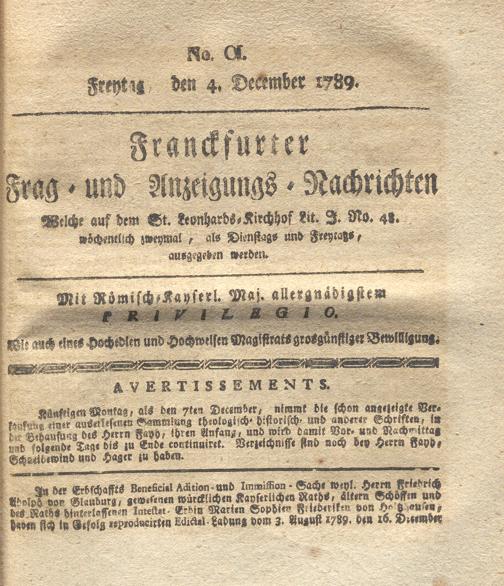 No. CI.
Freytag, den 4. December 1789.
Franckfurter
Frag - und Anzeigungs - Nachrichten
Welche auf dem St. Leonhards-Kirchhof Lit. J. No. 48.
wöchentlich zweymal, als Dienstags und Freytags,
ausgegeben werden.
Mit Römisch-Kayserl. Maj. allergnädigstem
PRIVILEGIO.
Wie auch eines Hochedlen und Hochweisen Magistrats grosgünstiger Bewilligung.
AVERTISSEMENTS.
Künftigen Montag, als den 7ten December, nimmt die schon angezeigte Ver-
kaufung einer auserlesenen Sammlung theologisch-historisch- und anderer Schriften, in
der Behausung des Herrn Fayh, ihren Anfang, und wird damit Vor- und Nachmittag
und folgende Tage bis zu Ende continuiret. Verzeichnisse sind noch bey Herrn Fayh,
Schneidewind und Hager zu haben.
In der Erbschaffts Beneficial Adition- und Immission - Sache weyl. Herrn Friedrich
Adolph von Glauburg, gewesenen würcklichen Kayserlichen Raths, ältern Schöffen und
des Raths hinterlassenen Intestat- Erbin Marien Sophien Friederiken von Holtzhausen,
haben sich in Gefolg reproducirten Edictal-Ladung vom 3. August 1789. den 16. December